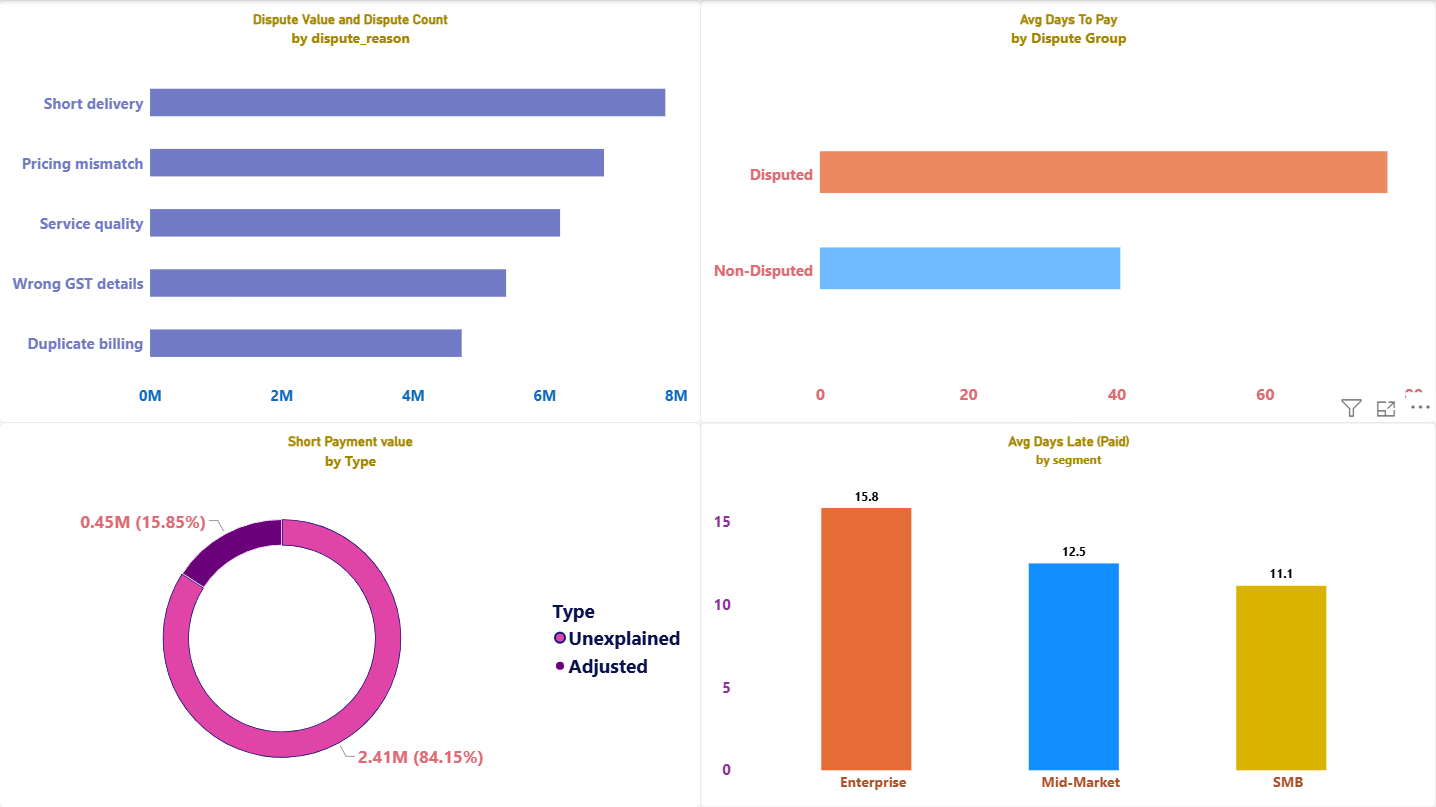 Dispute Value and Dispute Count
by dispute_reason
Short delivery
Pricing mismatch
Service quality
Wrong GST details
Duplicate billing
0M 2M 4M 6M 8M
Avg Days To Pay
by Dispute Group
Disputed
Non-Disputed
0 20 40 60
Short Payment value
by Type
0.45M (15.85%)
2.41M (84.15%)
Type
Unexplained
Adjusted
Avg Days Late (Paid)
by segment
15
10
5
0
15.8
12.5
11.1
Enterprise Mid-Market SMB